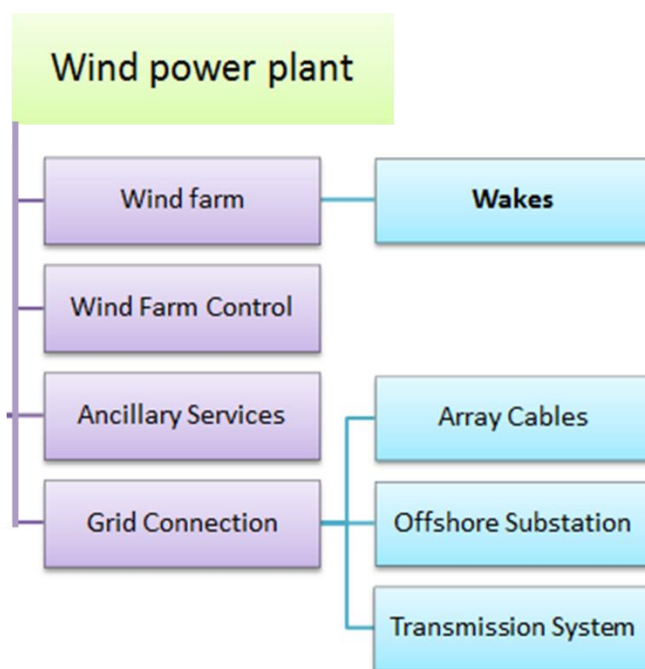 Wind power plant
Wind farm
Wakes
Wind Farm Control
Ancillary Services
Array Cables
Grid Connection
Offshore Substation
Transmission System